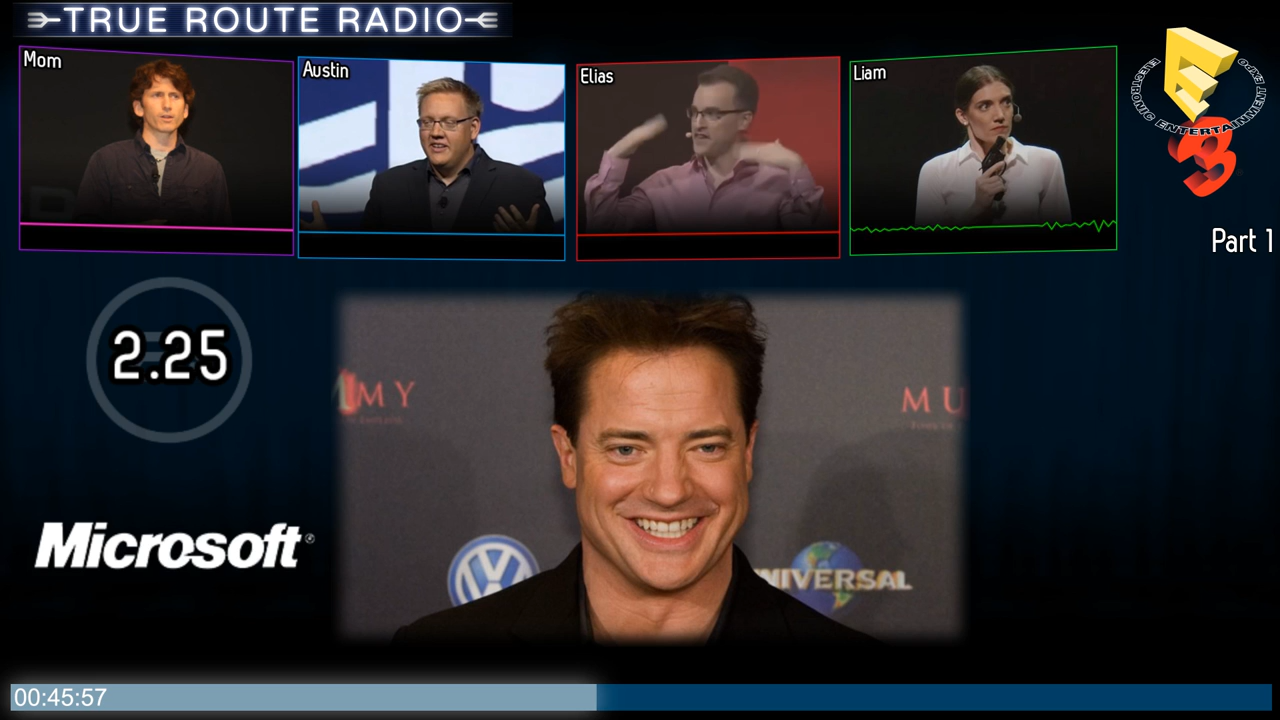 TRUE ROUTE RADIO
Mom
Austin
Elias
Liam
ELECTRONIC ENTERTAINMENT EXPO
E3
Part 1
2.25
MMY
MU
Microsoft®
UNIVERSAL
00:45:57